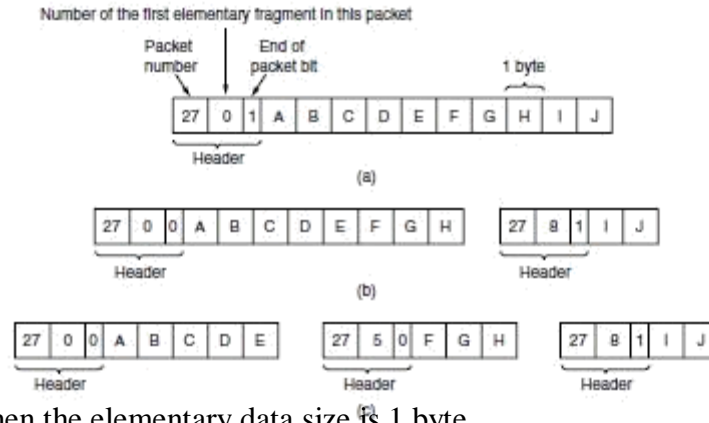 Number of the first elementary fragment in this packet
Packet number
End of packet bit
1 byte
27 0 1 A B C D E F G H I J
Header
(a)
27 0 0 A B C D E F G H
27 8 1 I J
Header
Header
(b)
27 0 0 A B C D E
27 5 0 F G H
27 8 1 I J
Header
Header
Header
(c)
the elementary data size is 1 byte